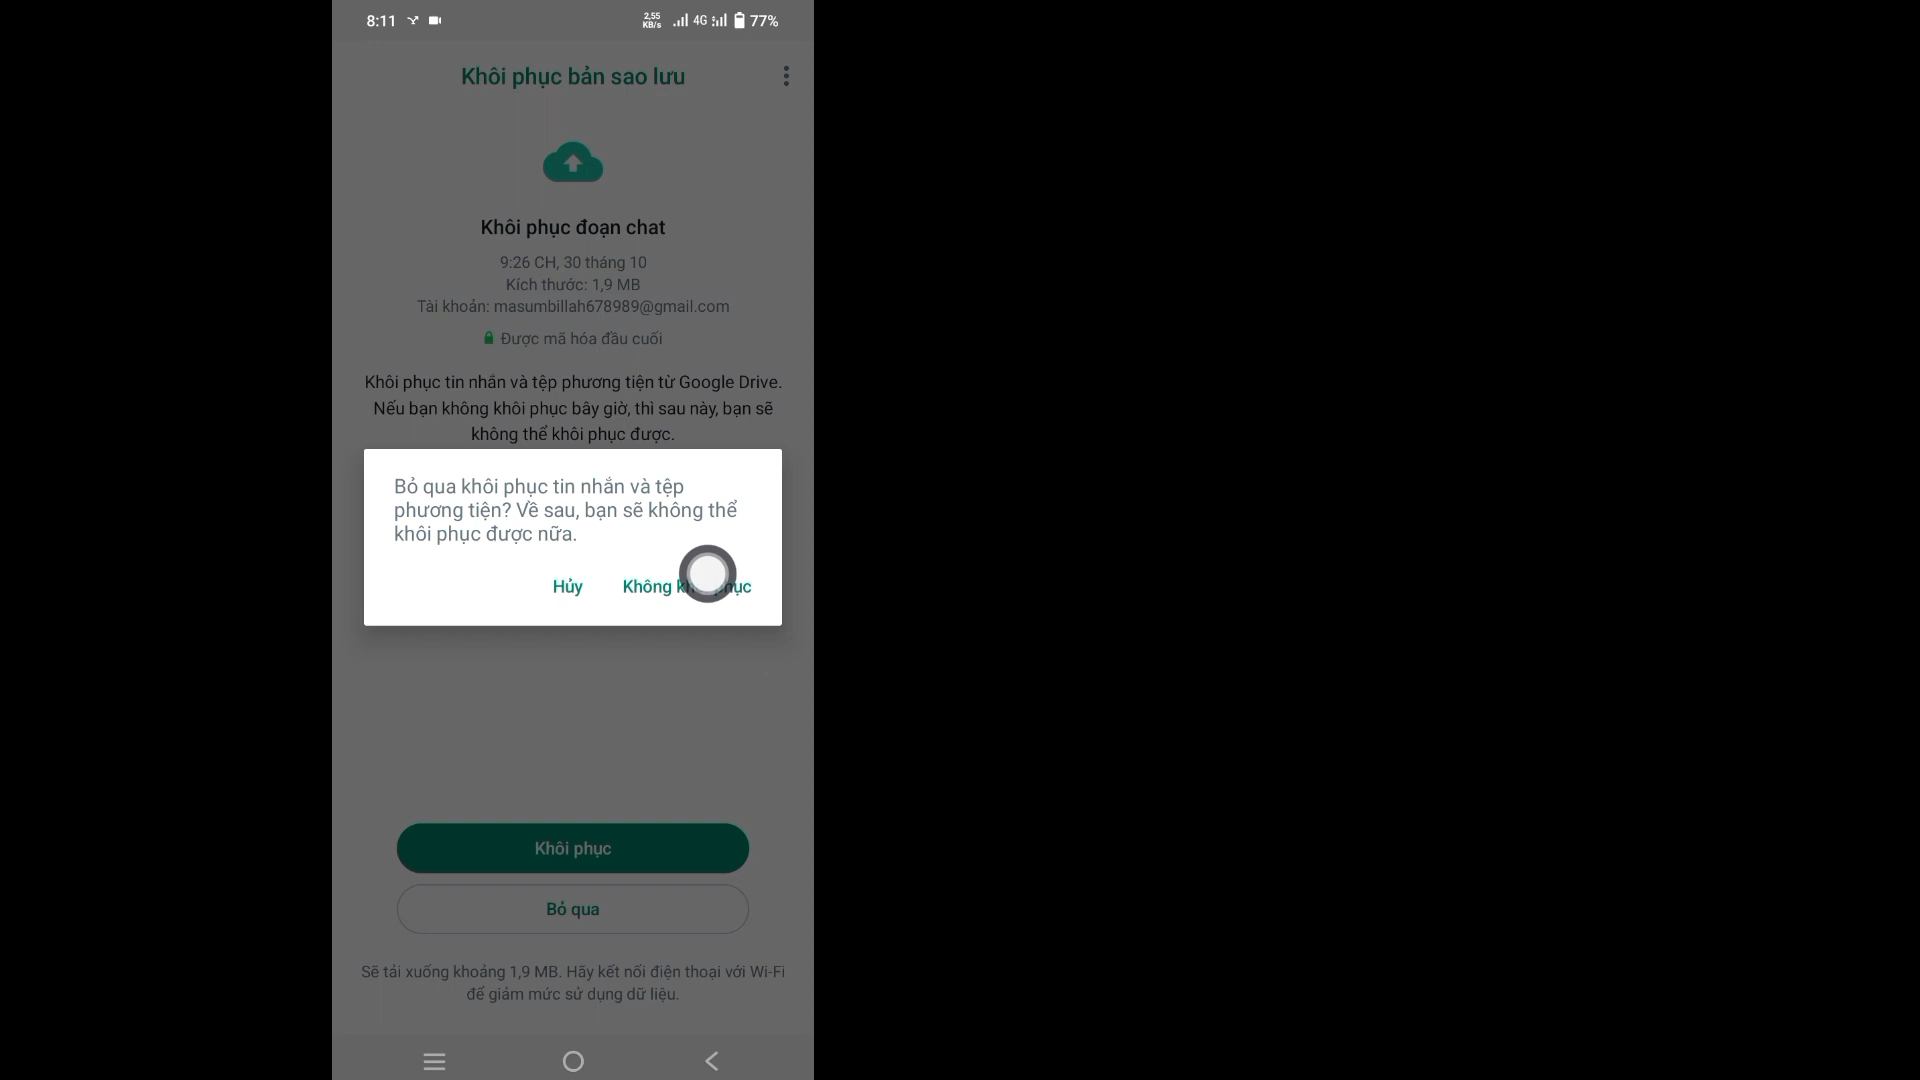 8:11
2,55
KB/s
4G
77%
Khôi phục bản sao lưu
Khôi phục đoạn chat
9:26 CH, 30 tháng 10
Kích thước: 1,9 MB
Tài khoản: masumbillah678989@gmail.com
Được mã hóa đầu cuối
Khôi phục tin nhắn và tệp phương tiện từ Google Drive.
Nếu bạn không khôi phục bây giờ, thì sau này, bạn sẽ
không thể khôi phục được.
Bỏ qua khôi phục tin nhắn và tệp
phương tiện? Về sau, bạn sẽ không thể
khôi phục được nữa.
Hủy
Không khôi phục
Khôi phục
Bỏ qua
Sẽ tải xuống khoảng 1,9 MB. Hãy kết nối điện thoại với Wi-Fi
để giảm mức sử dụng dữ liệu.